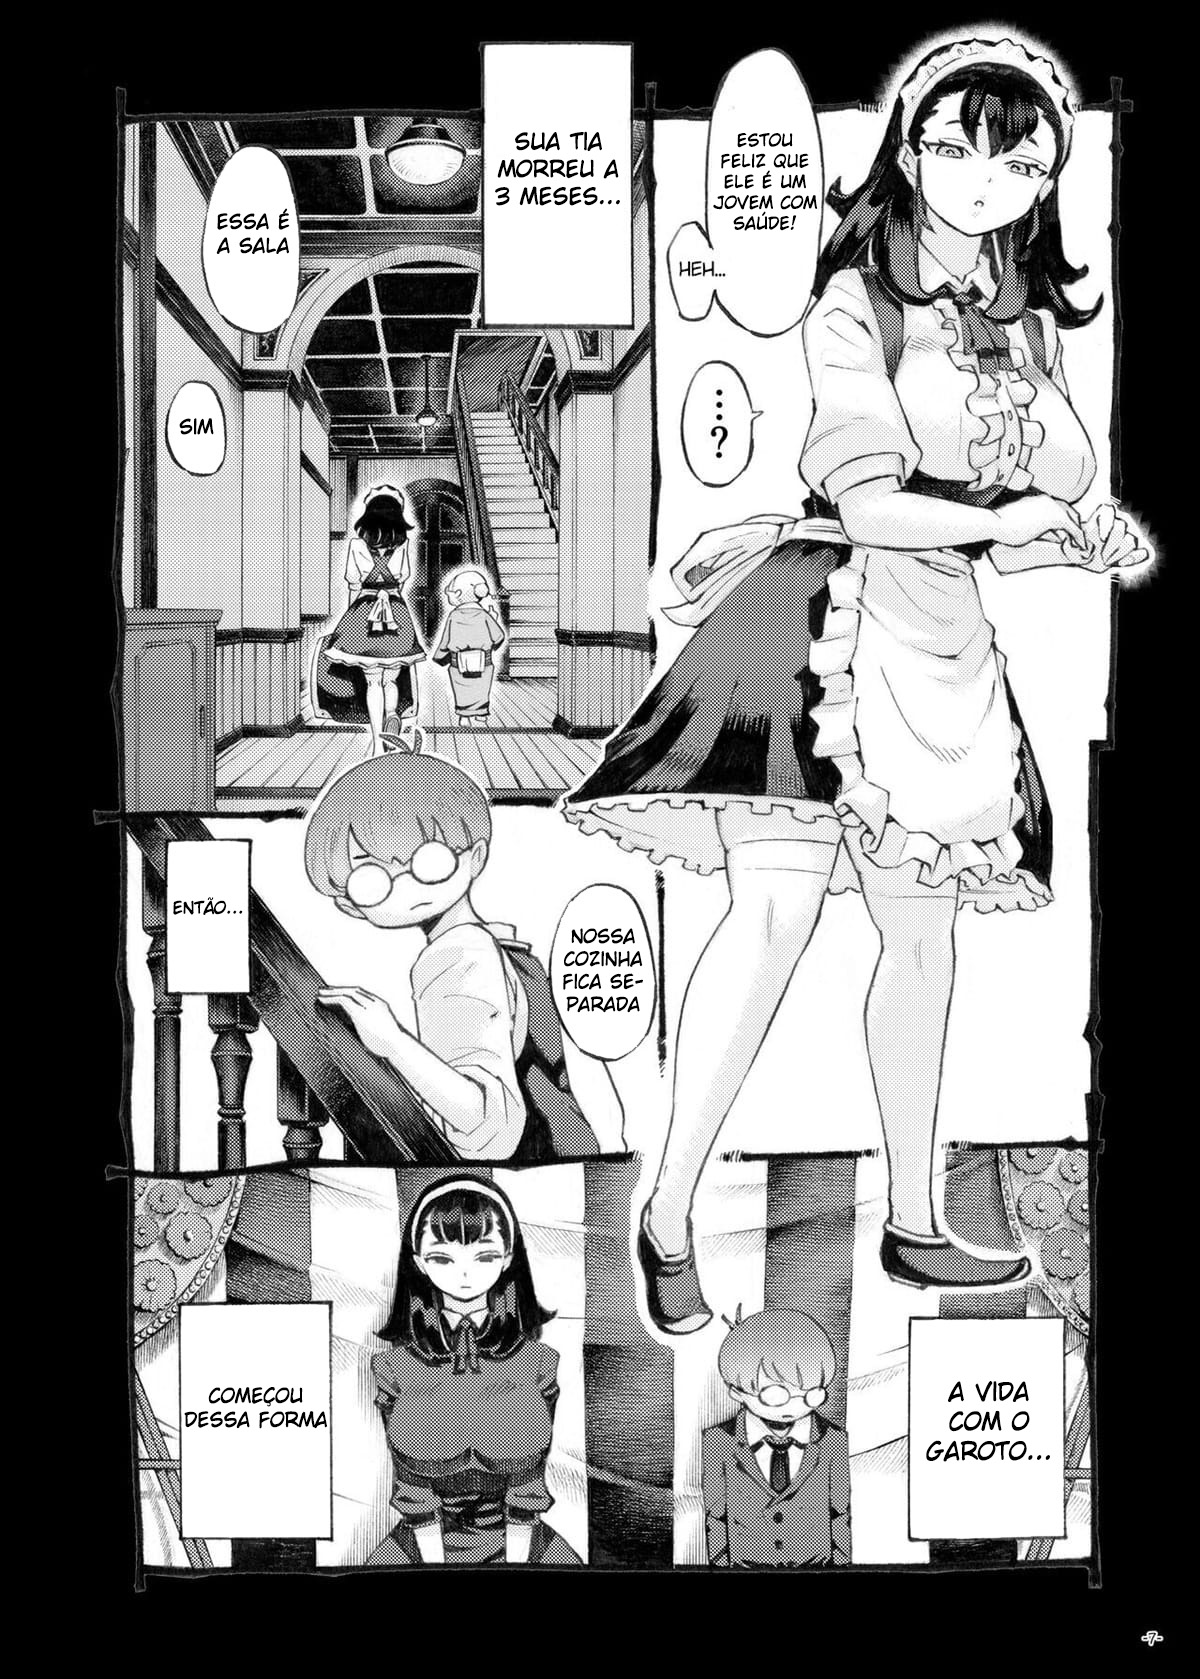 ESTOU
FELIZ QUE
ELE É UM
JOVEM COM
SAÚDE!
HEH...
...?
SUA TIA
MORREU A
3 MESES...
ESSA É
A SALA
SIM
NOSSA
COZINHA
FICA SE-
PARADA
ENTÃO...
A VIDA
COM O
GAROTO...
COMEÇOU
DESSA FORMA
-7-